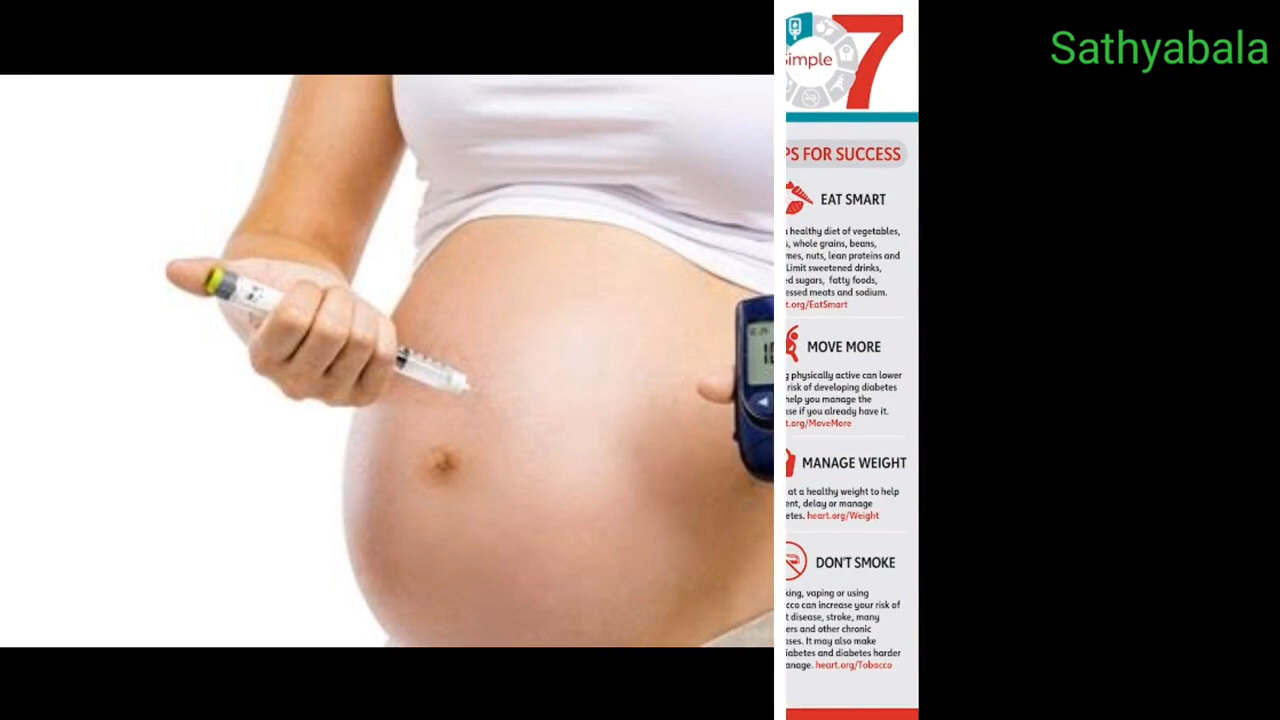 Sathyabala
imple
7
PS FOR SUCCESS
EAT SMART
healthy diet of vegetables,
s, whole grains, beans,
mes, nuts, lean proteins and
Limit sweetened drinks,
ed sugars, fatty foods,
essed meats and sodium.
t.org/EatSmart
MOVE MORE
g physically active can lower
risk of developing diabetes
help you manage the
ase if you already have it.
t.org/MoveMore
MANAGE WEIGHT
at a healthy weight to help
ent, delay or manage
etes. heart.org/Weight
DON'T SMOKE
king, vaping or using
cco can increase your risk of
t disease, stroke, many
ers and other chronic
ases. It may also make
iabetes and diabetes harder
anage. heart.org/Tobacco